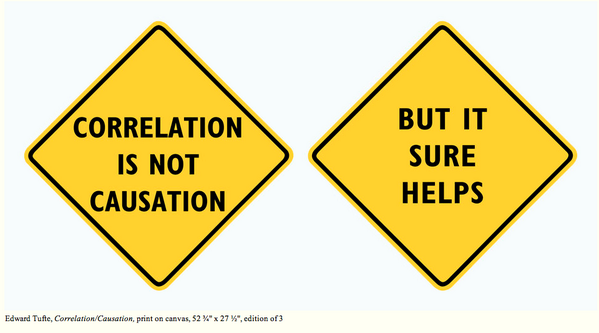 CORRELATION
IS NOT
CAUSATION
BUT IT
SURE
HELPS
Edward Tufte, Correlation/Causation, print on canvas, 52 ¾" x 27 ½", edition of 3